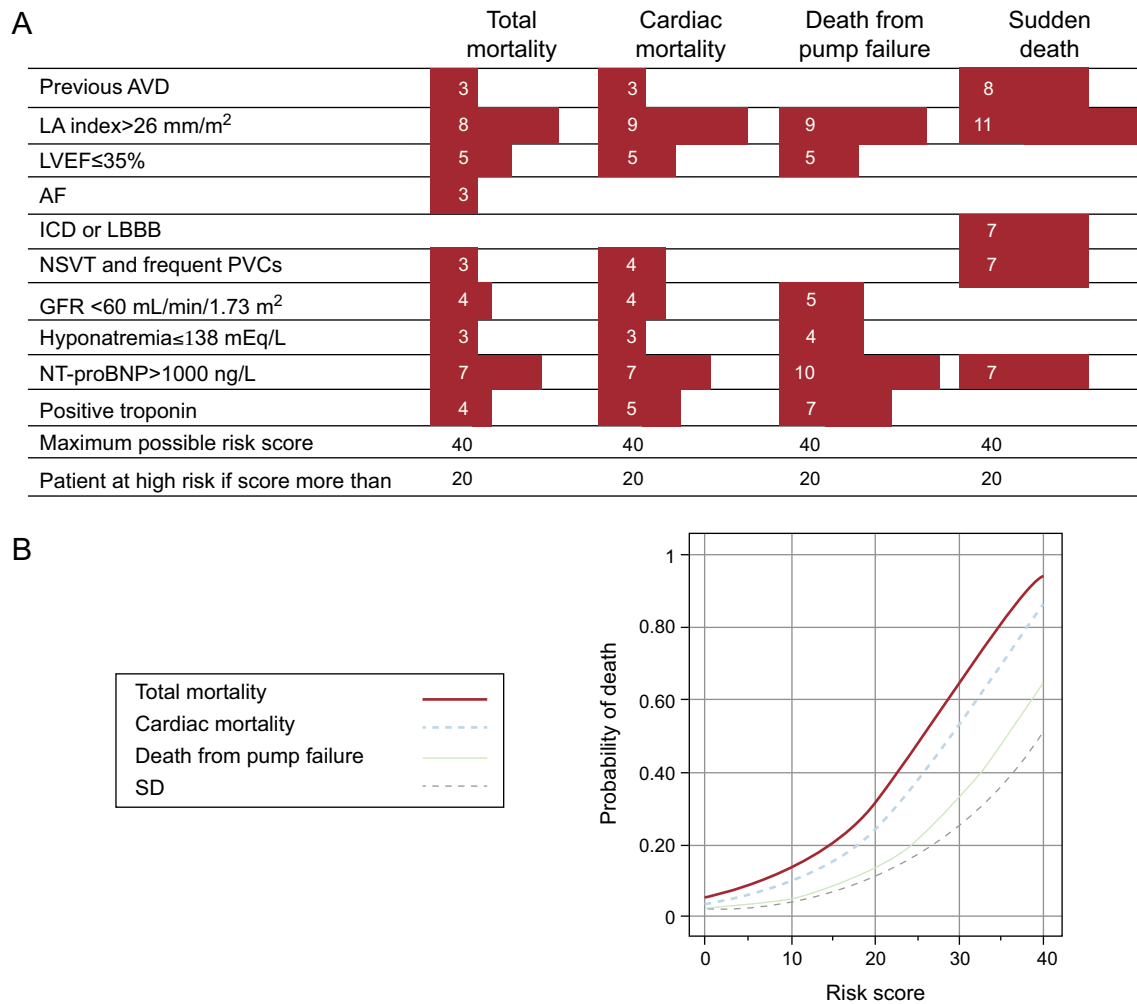 A
Total mortality Cardiac mortality Death from pump failure Sudden death
Previous AVD 3 3 8
LA index>26 mm/m² 8 9 9 11
LVEF≤35% 5 5 5
AF 3
ICD or LBBB 7
NSVT and frequent PVCs 3 4 7
GFR <60 mL/min/1.73 m² 4 4 5
Hyponatremia≤138 mEq/L 3 3 4
NT-proBNP>1000 ng/L 7 7 10 7
Positive troponin 4 5 7
Maximum possible risk score 40 40 40 40
Patient at high risk if score more than 20 20 20 20
B
Total mortality
Cardiac mortality
Death from pump failure
SD
Probability of death
1
0.80
0.60
0.40
0.20
0
0 10 20 30 40
Risk score